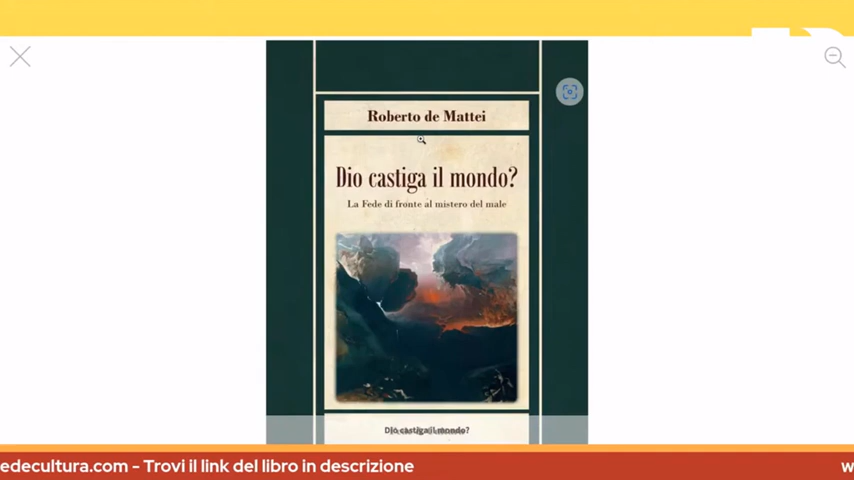 Roberto de Mattei
Dio castiga il mondo?
La Fede di fronte al mistero del male
Dio castiga il mondo?
edecultura.com - Trovi il link del libro in descrizione
w